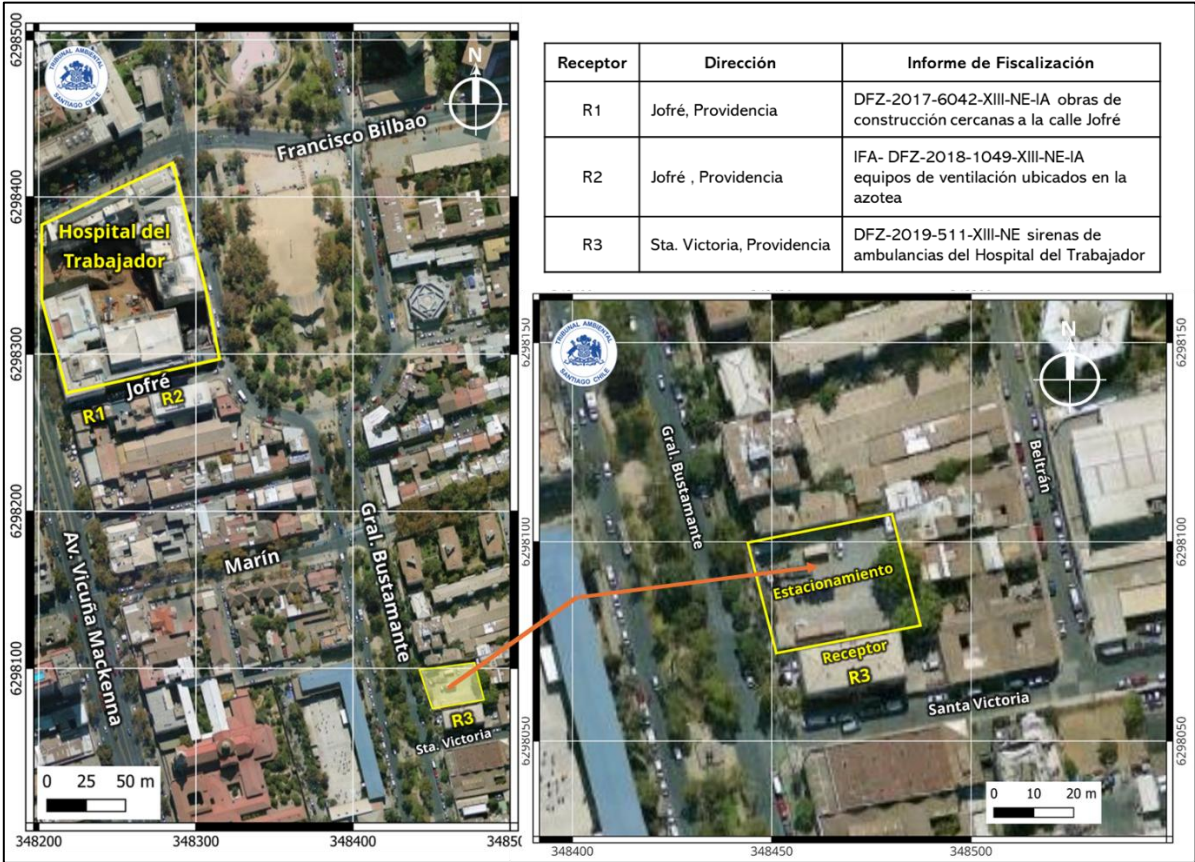 6298500
6298400
6298300
6298200
6298100
348200
348300
348400
34850
TRIBUNAL AMBIENTAL
SANTIAGO CHILE
N
Francisco Bilbao
Hospital del
Trabajador
Jofré
R1
R2
Av. Vicuña Mackenna
Marín
Gral. Bustamante
R3
Sta. Victoria
0 25 50 m
Receptor Dirección Informe de Fiscalización
R1 Jofré, Providencia DFZ-2017-6042-XIII-NE-IA obras de
construcción cercanas a la calle Jofré
R2 Jofré , Providencia IFA- DFZ-2018-1049-XIII-NE-IA
equipos de ventilación ubicados en la
azotea
R3 Sta. Victoria, Providencia DFZ-2019-511-XIII-NE sirenas de
ambulancias del Hospital del Trabajador
6298150
6298100
6298050
6298150
6298100
6298050
TRIBUNAL AMBIENTAL
SANTIAGO CHILE
N
Gral. Bustamante
Beltrán
Estacionamiento
Receptor
R3
Santa Victoria
0 10 20 m
348400
348450
348500